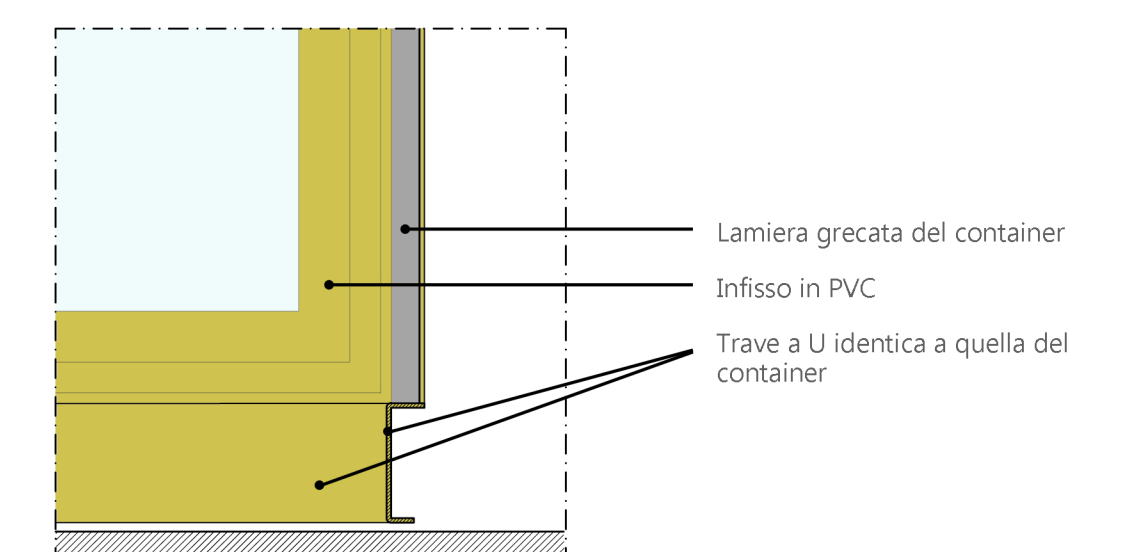 Lamiera grecata del container
Infisso in PVC
Trave a U identica a quella del
container